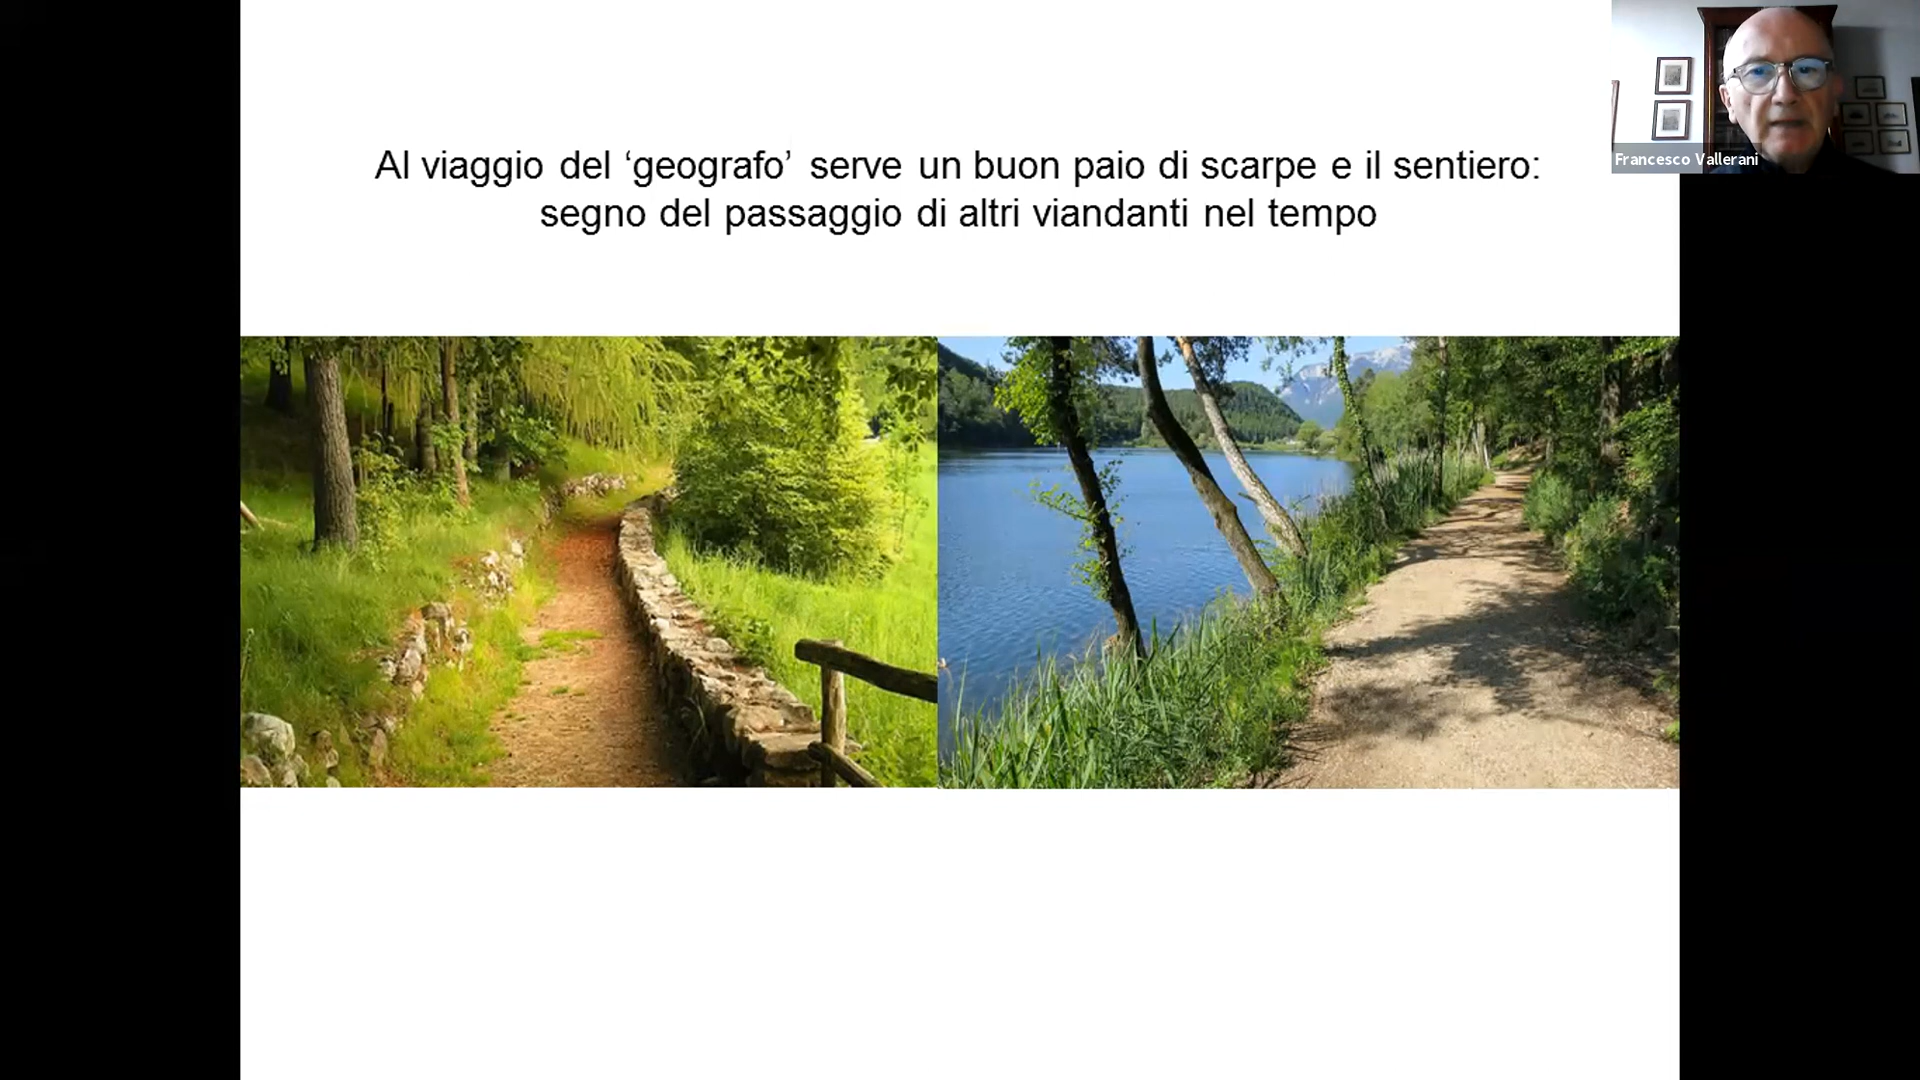 Al viaggio del ‘geografo’ serve un buon paio di scarpe e il sentiero:
segno del passaggio di altri viandanti nel tempo
Francesco Vallerani